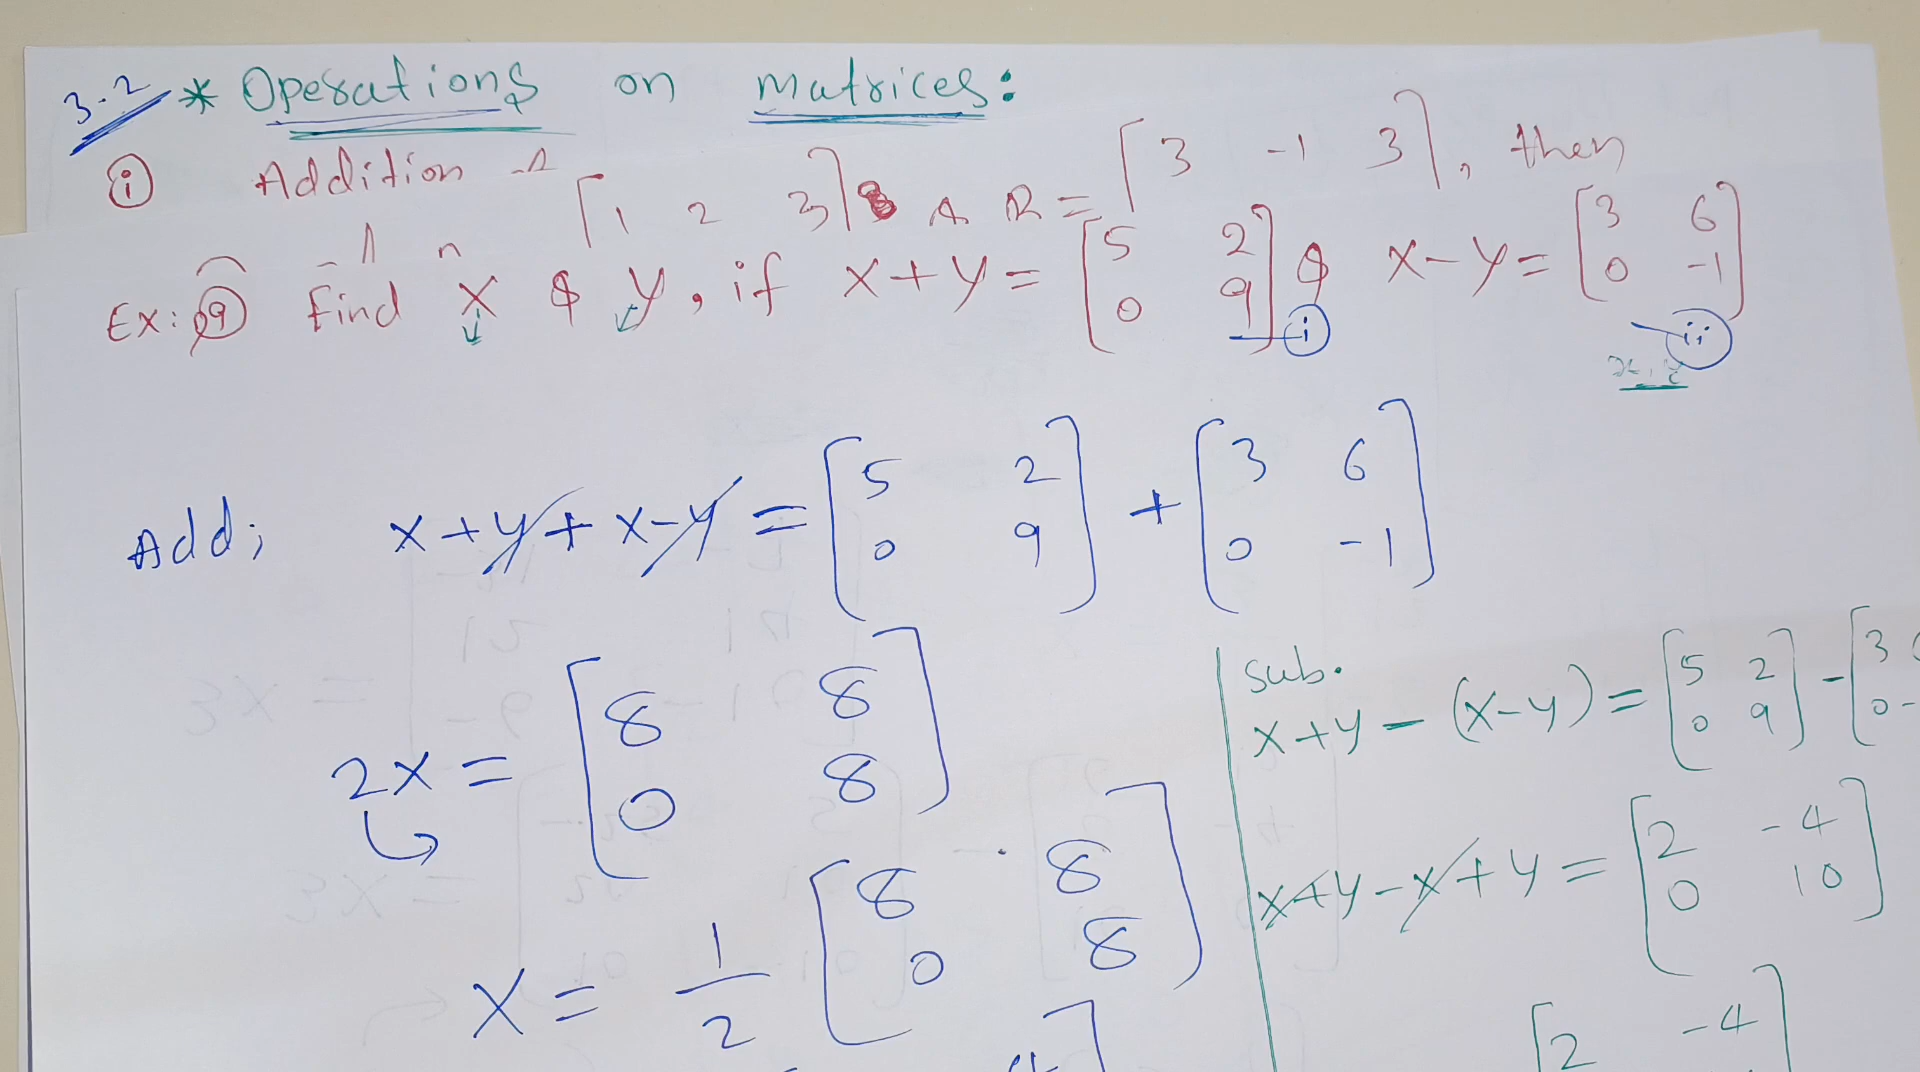 3.2 * Operations on matrices:
i Addition
[1 2 3] & B = [3 -1 3], then
Ex: 9 Find X & Y, if X+Y = [5 2
0 9] & X-Y = [3 6
0 -1]
i ii
Add; X+Y+X-Y = [5 2
0 9] + [3 6
0 -1]
2X = [8 8
0 8]
X = 1/2 [8 8
0 8]
Sub.
X+Y-(X-Y) = [5 2
0 9] - [3
0 -
X+Y-X+Y = [2 -4
0 10]
[2 -4